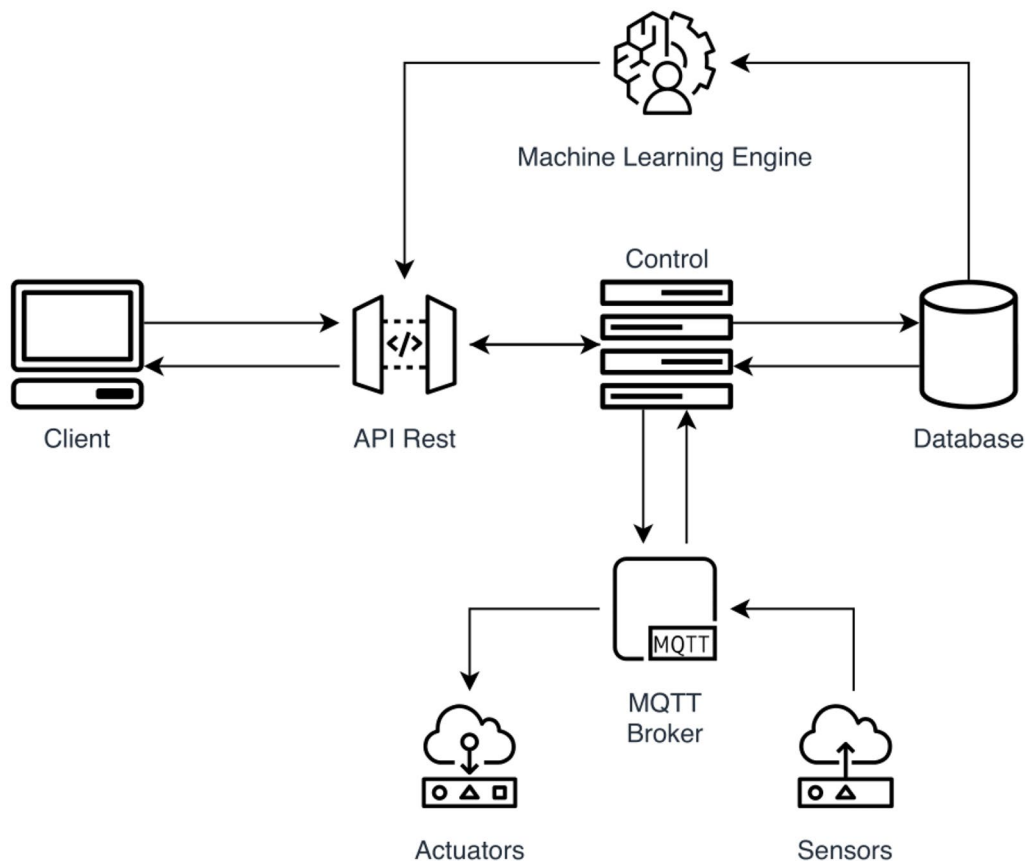 Machine Learning Engine
Control
</>
Client
API Rest
Database
MQTT
MQTT
Broker
Actuators
Sensors